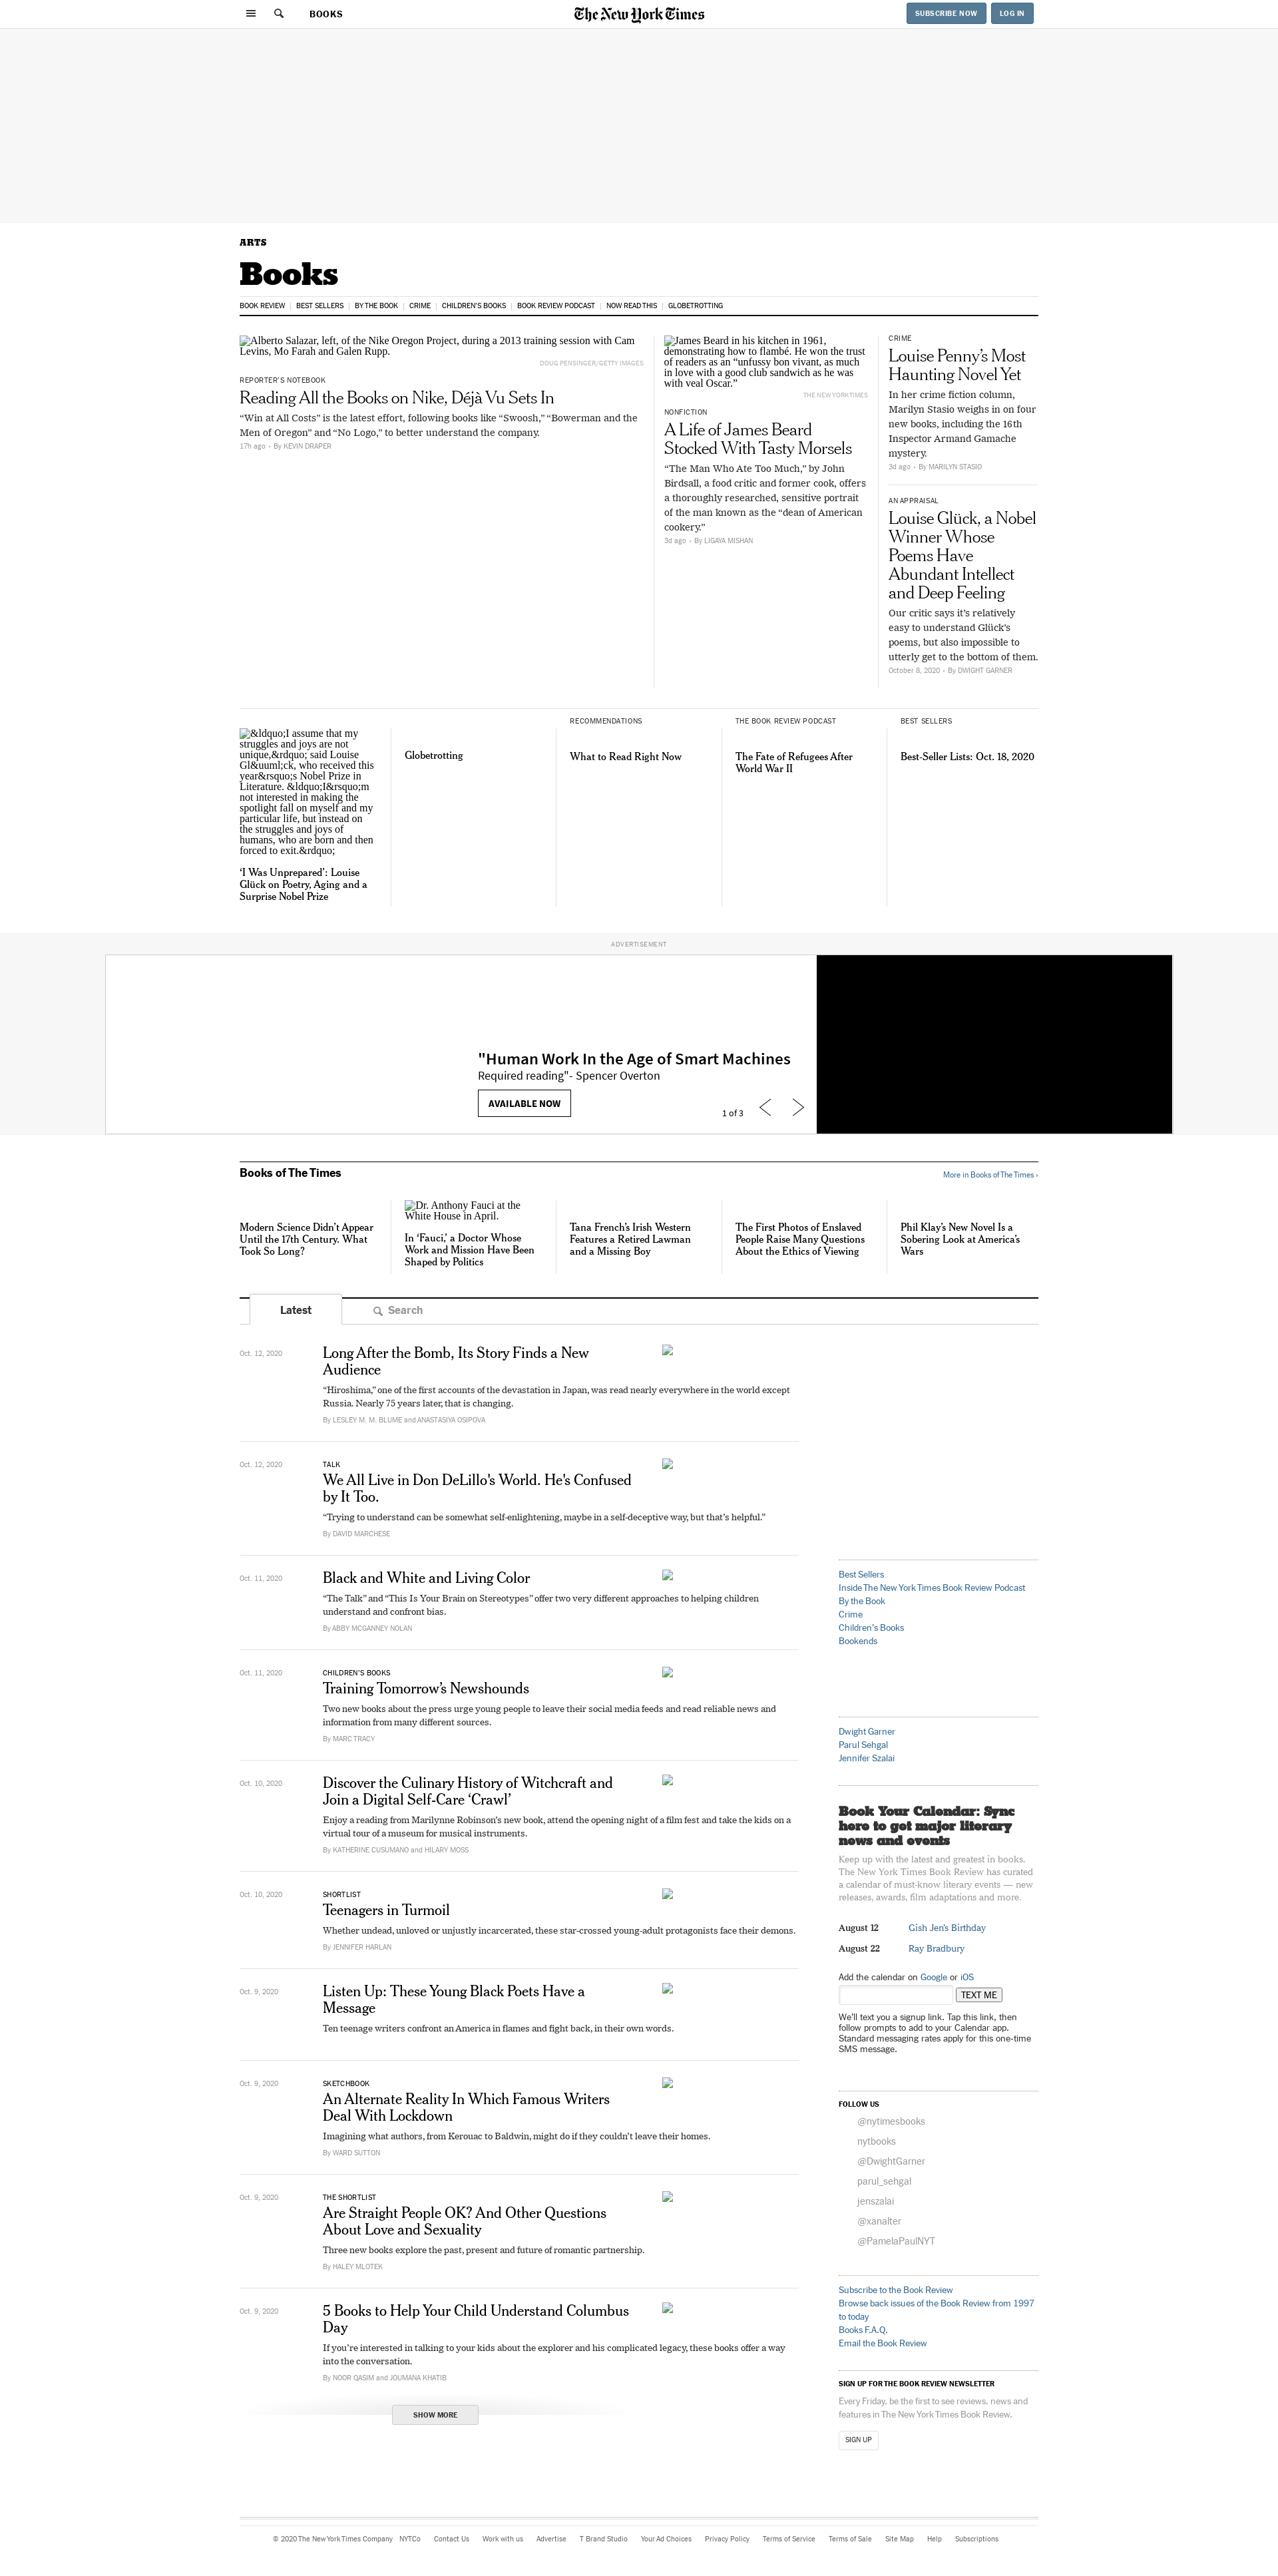 BOOKS
The New York Times
SUBSCRIBE NOW
LOG IN
ARTS
Books
BOOK REVIEW
BEST SELLERS
BY THE BOOK
CRIME
CHILDREN'S BOOKS
BOOK REVIEW PODCAST
NOW READ THIS
GLOBETROTTING
Alberto Salazar, left, of the Nike Oregon Project, during a 2013 training session with Cam
Levins, Mo Farah and Galen Rupp.
DOUG PENSINGER/GETTY IMAGES
REPORTER'S NOTEBOOK
Reading All the Books on Nike, Déjà Vu Sets In
“Win at All Costs” is the latest effort, following books like “Swoosh,” “Bowerman and the
Men of Oregon” and “No Logo,” to better understand the company.
17h ago • By KEVIN DRAPER
James Beard in his kitchen in 1961,
demonstrating how to flambé. He won the trust
of readers as an “unfussy bon vivant, as much
in love with a good club sandwich as he was
with veal Oscar.”
THE NEW YORK TIMES
NONFICTION
A Life of James Beard
Stocked With Tasty Morsels
“The Man Who Ate Too Much,” by John
Birdsall, a food critic and former cook, offers
a thoroughly researched, sensitive portrait
of the man known as the “dean of American
cookery.”
3d ago • By LIGAYA MISHAN
CRIME
Louise Penny’s Most
Haunting Novel Yet
In her crime fiction column,
Marilyn Stasio weighs in on four
new books, including the 16th
Inspector Armand Gamache
mystery.
3d ago • By MARILYN STASIO
AN APPRAISAL
Louise Glück, a Nobel
Winner Whose
Poems Have
Abundant Intellect
and Deep Feeling
Our critic says it’s relatively
easy to understand Glück’s
poems, but also impossible to
utterly get to the bottom of them.
October 8, 2020 • By DWIGHT GARNER
&ldquo;I assume that my
struggles and joys are not
unique,&rdquo; said Louise
Gl&uuml;ck, who received this
year&rsquo;s Nobel Prize in
Literature. &ldquo;I&rsquo;m
not interested in making the
spotlight fall on myself and my
particular life, but instead on
the struggles and joys of
humans, who are born and then
forced to exit.&rdquo;
‘I Was Unprepared’: Louise
Glück on Poetry, Aging and a
Surprise Nobel Prize
Globetrotting
RECOMMENDATIONS
What to Read Right Now
THE BOOK REVIEW PODCAST
The Fate of Refugees After
World War II
BEST SELLERS
Best-Seller Lists: Oct. 18, 2020
ADVERTISEMENT
"Human Work In the Age of Smart Machines
Required reading"- Spencer Overton
AVAILABLE NOW
1 of 3
Books of The Times
More in Books of The Times ›
Modern Science Didn’t Appear
Until the 17th Century. What
Took So Long?
Dr. Anthony Fauci at the
White House in April.
In ‘Fauci,’ a Doctor Whose
Work and Mission Have Been
Shaped by Politics
Tana French’s Irish Western
Features a Retired Lawman
and a Missing Boy
The First Photos of Enslaved
People Raise Many Questions
About the Ethics of Viewing
Phil Klay’s New Novel Is a
Sobering Look at America’s
Wars
Latest
Search
Oct. 12, 2020
Long After the Bomb, Its Story Finds a New
Audience
“Hiroshima,” one of the first accounts of the devastation in Japan, was read nearly everywhere in the world except
Russia. Nearly 75 years later, that is changing.
By LESLEY M. M. BLUME and ANASTASIYA OSIPOVA
Oct. 12, 2020
TALK
We All Live in Don DeLillo's World. He's Confused
by It Too.
“Trying to understand can be somewhat self-enlightening, maybe in a self-deceptive way, but that’s helpful.”
By DAVID MARCHESE
Oct. 11, 2020
Black and White and Living Color
“The Talk” and “This Is Your Brain on Stereotypes” offer two very different approaches to helping children
understand and confront bias.
By ABBY MCGANNEY NOLAN
Oct. 11, 2020
CHILDREN'S BOOKS
Training Tomorrow’s Newshounds
Two new books about the press urge young people to leave their social media feeds and read reliable news and
information from many different sources.
By MARC TRACY
Oct. 10, 2020
Discover the Culinary History of Witchcraft and
Join a Digital Self-Care ‘Crawl’
Enjoy a reading from Marilynne Robinson’s new book, attend the opening night of a film fest and take the kids on a
virtual tour of a museum for musical instruments.
By KATHERINE CUSUMANO and HILARY MOSS
Oct. 10, 2020
SHORTLIST
Teenagers in Turmoil
Whether undead, unloved or unjustly incarcerated, these star-crossed young-adult protagonists face their demons.
By JENNIFER HARLAN
Oct. 9, 2020
Listen Up: These Young Black Poets Have a
Message
Ten teenage writers confront an America in flames and fight back, in their own words.
Oct. 9, 2020
SKETCHBOOK
An Alternate Reality In Which Famous Writers
Deal With Lockdown
Imagining what authors, from Kerouac to Baldwin, might do if they couldn’t leave their homes.
By WARD SUTTON
Oct. 9, 2020
THE SHORTLIST
Are Straight People OK? And Other Questions
About Love and Sexuality
Three new books explore the past, present and future of romantic partnership.
By HALEY MLOTEK
Oct. 9, 2020
5 Books to Help Your Child Understand Columbus
Day
If you’re interested in talking to your kids about the explorer and his complicated legacy, these books offer a way
into the conversation.
By NOOR QASIM and JOUMANA KHATIB
SHOW MORE
Best Sellers
Inside The New York Times Book Review Podcast
By the Book
Crime
Children's Books
Bookends
Dwight Garner
Parul Sehgal
Jennifer Szalai
Book Your Calendar: Sync
here to get major literary
news and events
Keep up with the latest and greatest in books.
The New York Times Book Review has curated
a calendar of must-know literary events — new
releases, awards, film adaptations and more.
August 12 Gish Jen's Birthday
August 22 Ray Bradbury
Add the calendar on Google or iOS
TEXT ME
We'll text you a signup link. Tap this link, then
follow prompts to add to your Calendar app.
Standard messaging rates apply for this one-time
SMS message.
FOLLOW US
@nytimesbooks
nytbooks
@DwightGarner
parul_sehgal
jenszalai
@xanalter
@PamelaPaulNYT
Subscribe to the Book Review
Browse back issues of the Book Review from 1997
to today
Books F.A.Q.
Email the Book Review
SIGN UP FOR THE BOOK REVIEW NEWSLETTER
Every Friday, be the first to see reviews, news and
features in The New York Times Book Review.
SIGN UP
© 2020 The New York Times Company NYTCo Contact Us Work with us Advertise T Brand Studio Your Ad Choices Privacy Policy Terms of Service Terms of Sale Site Map Help Subscriptions